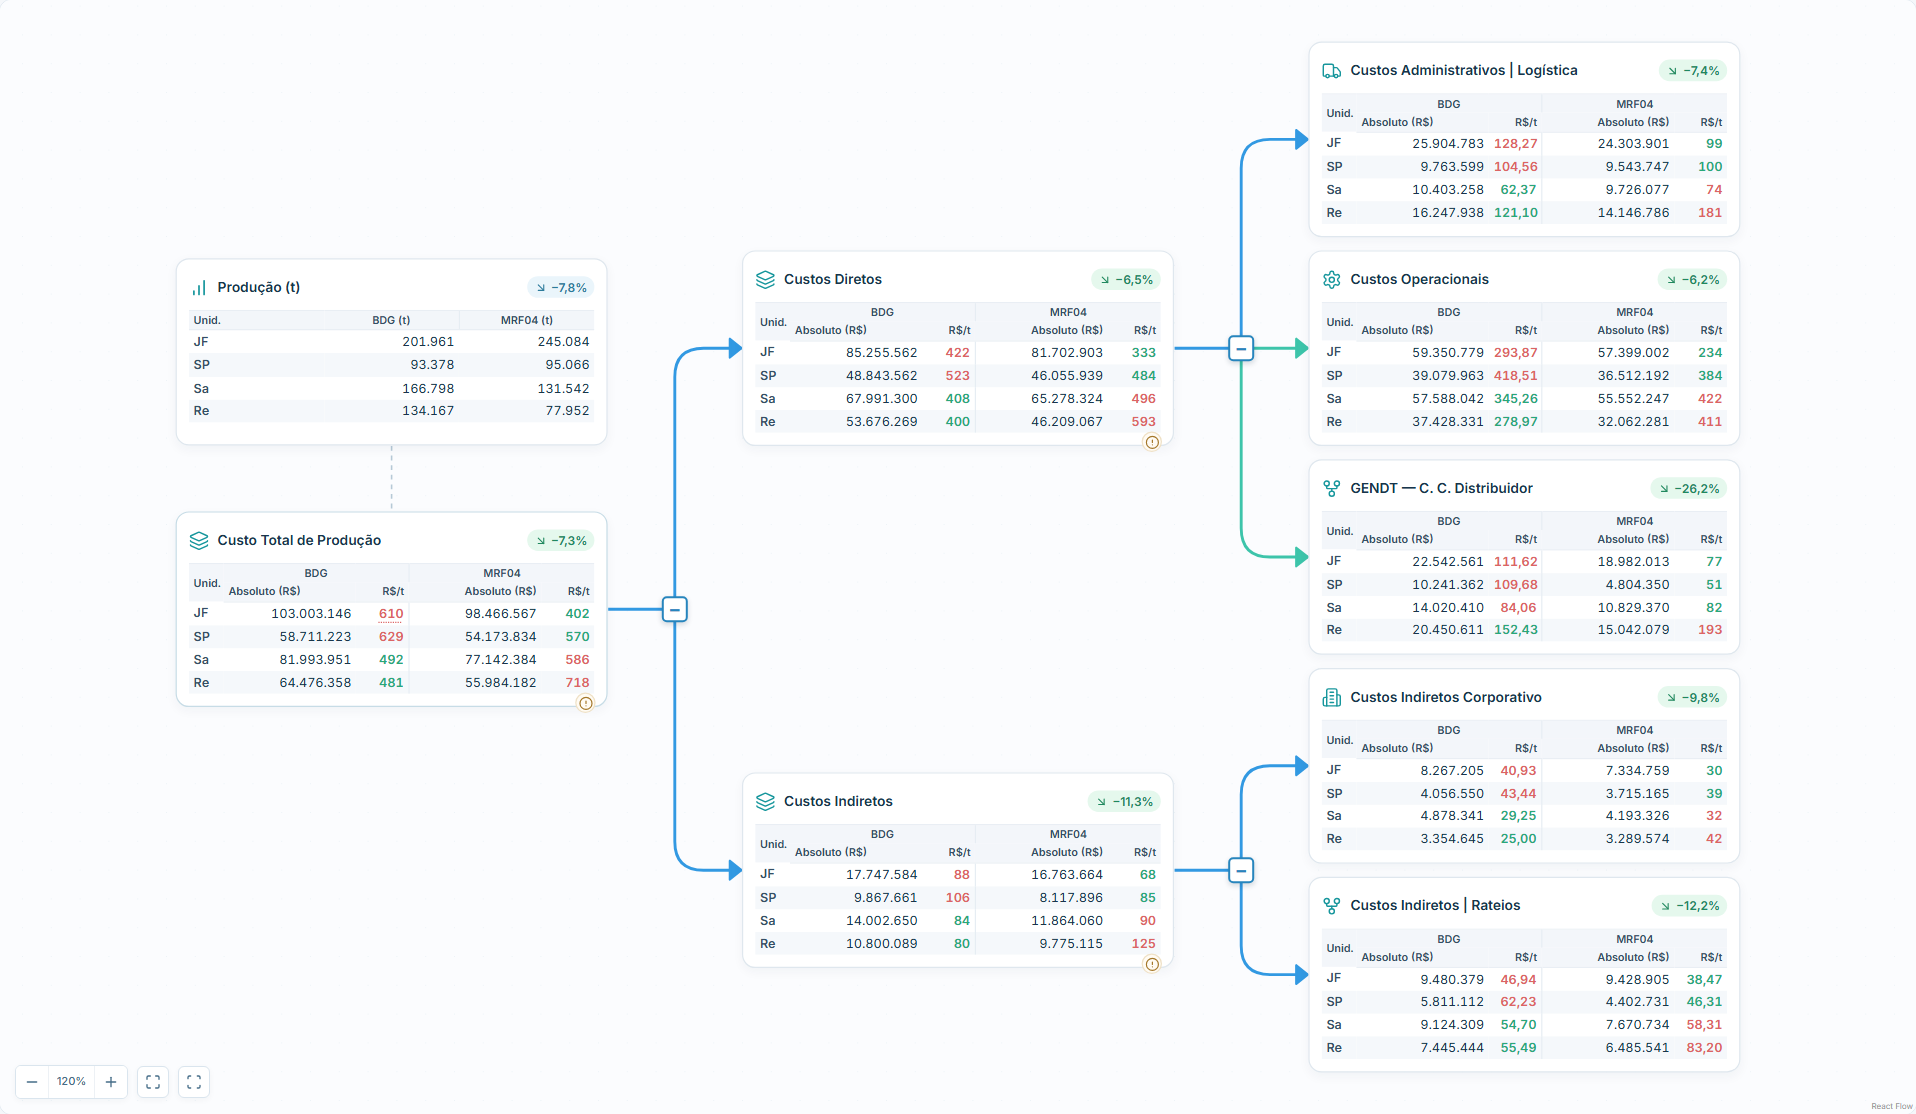 Produção (t) −7,8%
Unid. BDG (t) MRF04 (t)
JF 201.961 245.084
SP 93.378 95.066
Sa 166.798 131.542
Re 134.167 77.952
Custo Total de Produção −7,3%
BDG MRF04
Unid. Absoluto (R$) R$/t Absoluto (R$) R$/t
JF 103.003.146 610 98.466.567 402
SP 58.711.223 629 54.173.834 570
Sa 81.993.951 492 77.142.384 586
Re 64.476.358 481 55.984.182 718
Custos Diretos −6,5%
BDG MRF04
Unid. Absoluto (R$) R$/t Absoluto (R$) R$/t
JF 85.255.562 422 81.702.903 333
SP 48.843.562 523 46.055.939 484
Sa 67.991.300 408 65.278.324 496
Re 53.676.269 400 46.209.067 593
Custos Indiretos −11,3%
BDG MRF04
Unid. Absoluto (R$) R$/t Absoluto (R$) R$/t
JF 17.747.584 88 16.763.664 68
SP 9.867.661 106 8.117.896 85
Sa 14.002.650 84 11.864.060 90
Re 10.800.089 80 9.775.115 125
Custos Administrativos | Logística −7,4%
BDG MRF04
Unid. Absoluto (R$) R$/t Absoluto (R$) R$/t
JF 25.904.783 128,27 24.303.901 99
SP 9.763.599 104,56 9.543.747 100
Sa 10.403.258 62,37 9.726.077 74
Re 16.247.938 121,10 14.146.786 181
Custos Operacionais −6,2%
BDG MRF04
Unid. Absoluto (R$) R$/t Absoluto (R$) R$/t
JF 59.350.779 293,87 57.399.002 234
SP 39.079.963 418,51 36.512.192 384
Sa 57.588.042 345,26 55.552.247 422
Re 37.428.331 278,97 32.062.281 411
GENDT — C. C. Distribuidor −26,2%
BDG MRF04
Unid. Absoluto (R$) R$/t Absoluto (R$) R$/t
JF 22.542.561 111,62 18.982.013 77
SP 10.241.362 109,68 4.804.350 51
Sa 14.020.410 84,06 10.829.370 82
Re 20.450.611 152,43 15.042.079 193
Custos Indiretos Corporativo −9,8%
BDG MRF04
Unid. Absoluto (R$) R$/t Absoluto (R$) R$/t
JF 8.267.205 40,93 7.334.759 30
SP 4.056.550 43,44 3.715.165 39
Sa 4.878.341 29,25 4.193.326 32
Re 3.354.645 25,00 3.289.574 42
Custos Indiretos | Rateios −12,2%
BDG MRF04
Unid. Absoluto (R$) R$/t Absoluto (R$) R$/t
JF 9.480.379 46,94 9.428.905 38,47
SP 5.811.112 62,23 4.402.731 46,31
Sa 9.124.309 54,70 7.670.734 58,31
Re 7.445.444 55,49 6.485.541 83,20
120%
React Flow